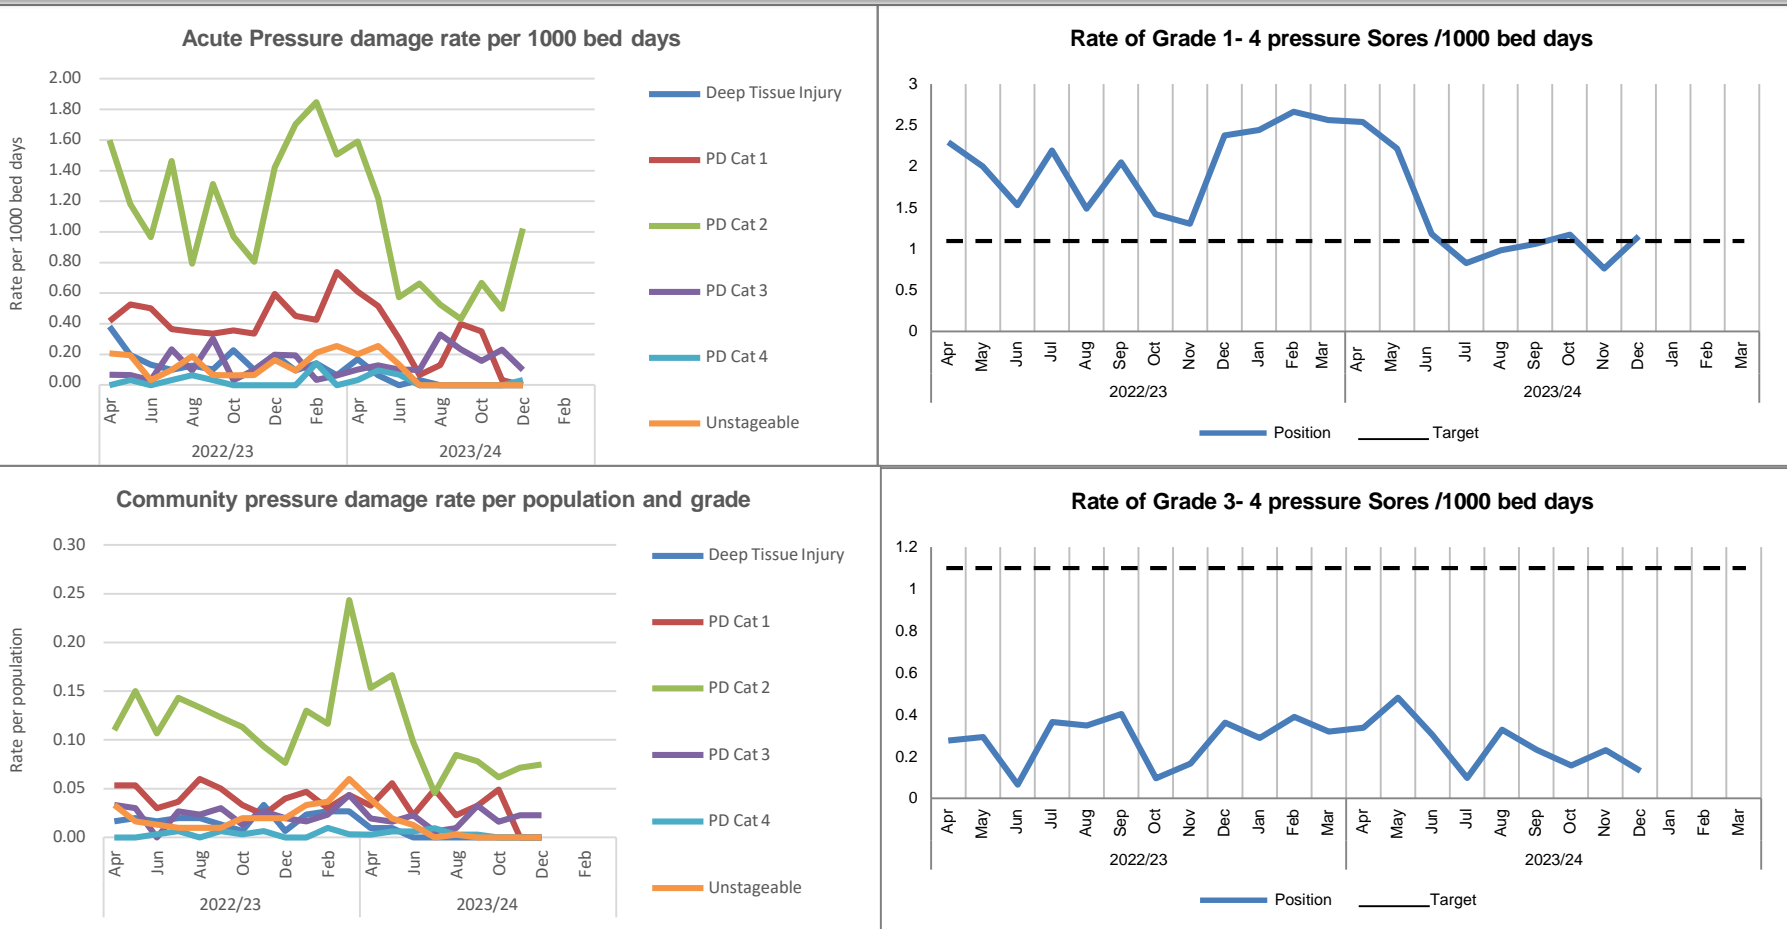 Acute Pressure damage rate per 1000 bed days
Rate per 1000 bed days
2.00
1.80
1.60
1.40
1.20
1.00
0.80
0.60
0.40
0.20
0.00
Apr Jun Aug Oct Dec Feb Apr Jun Aug Oct Dec Feb
2022/23 2023/24
Deep Tissue Injury
PD Cat 1
PD Cat 2
PD Cat 3
PD Cat 4
Unstageable
Rate of Grade 1- 4 pressure Sores /1000 bed days
3
2.5
2
1.5
1
0.5
0
Apr May Jun Jul Aug Sep Oct Nov Dec Jan Feb Mar Apr May Jun Jul Aug Sep Oct Nov Dec Jan Feb Mar
2022/23 2023/24
Position Target
Community pressure damage rate per population and grade
Rate per population
0.30
0.25
0.20
0.15
0.10
0.05
0.00
Apr Jun Aug Oct Dec Feb Apr Jun Aug Oct Dec Feb
2022/23 2023/24
Deep Tissue Injury
PD Cat 1
PD Cat 2
PD Cat 3
PD Cat 4
Unstageable
Rate of Grade 3- 4 pressure Sores /1000 bed days
1.2
1
0.8
0.6
0.4
0.2
0
Apr May Jun Jul Aug Sep Oct Nov Dec Jan Feb Mar Apr May Jun Jul Aug Sep Oct Nov Dec Jan Feb Mar
2022/23 2023/24
Position Target